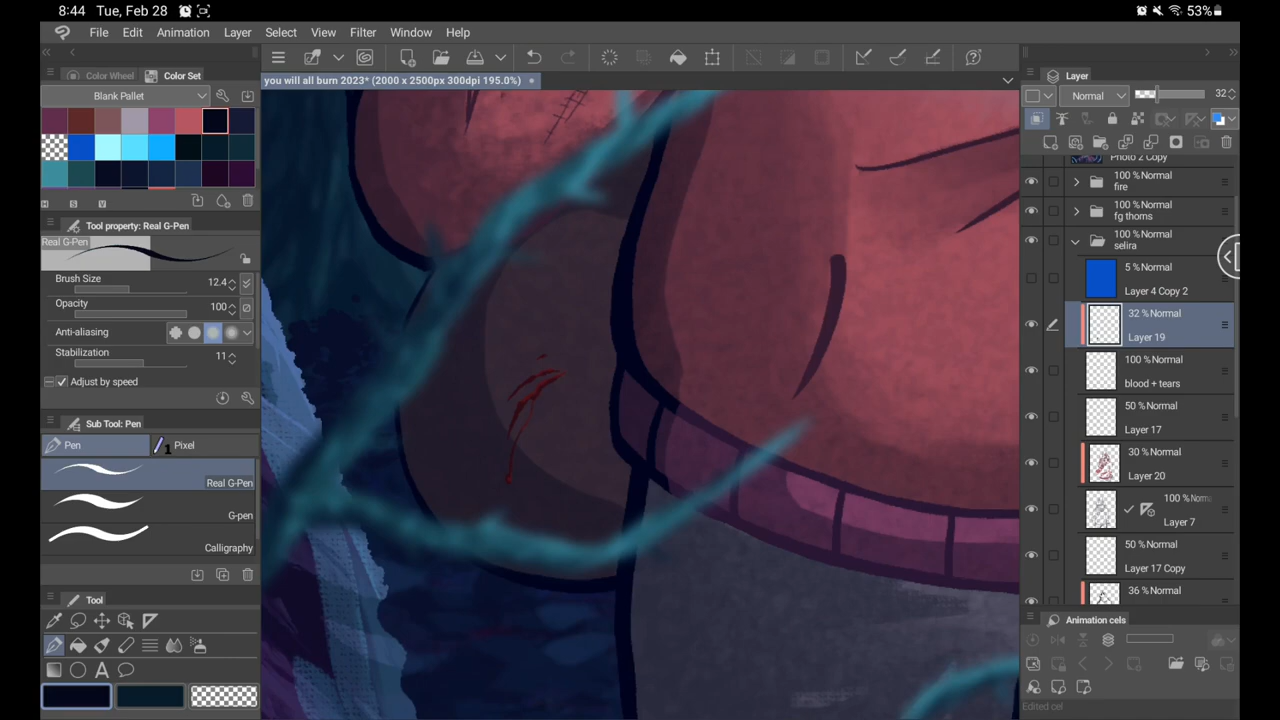 8:44 Tue, Feb 28
53%
File Edit Animation Layer Select View Filter Window Help
Color Wheel Color Set
you will all burn 2023* (2000 x 2500px 300dpi 195.0%)
Layer
Blank Pallet
Normal 32
Photo 2 Copy
100 %Normal
fire
100 %Normal
fg thorns
100 %Normal
selira
5 %Normal
Layer 4 Copy 2
32 %Normal
Layer 19
100 %Normal
blood + tears
50 %Normal
Layer 17
30 %Normal
Layer 20
100 %Norm
Layer 7
50 %Normal
Layer 17 Copy
36 %Normal
H S V
Tool property: Real G-Pen
Real G-Pen
Brush Size 12.4
Opacity 100
Anti-aliasing
Stabilization 11
Adjust by speed
Sub Tool: Pen
Pen Pixel
Real G-Pen
G-pen
Calligraphy
Tool
Animation cels
Edited cel